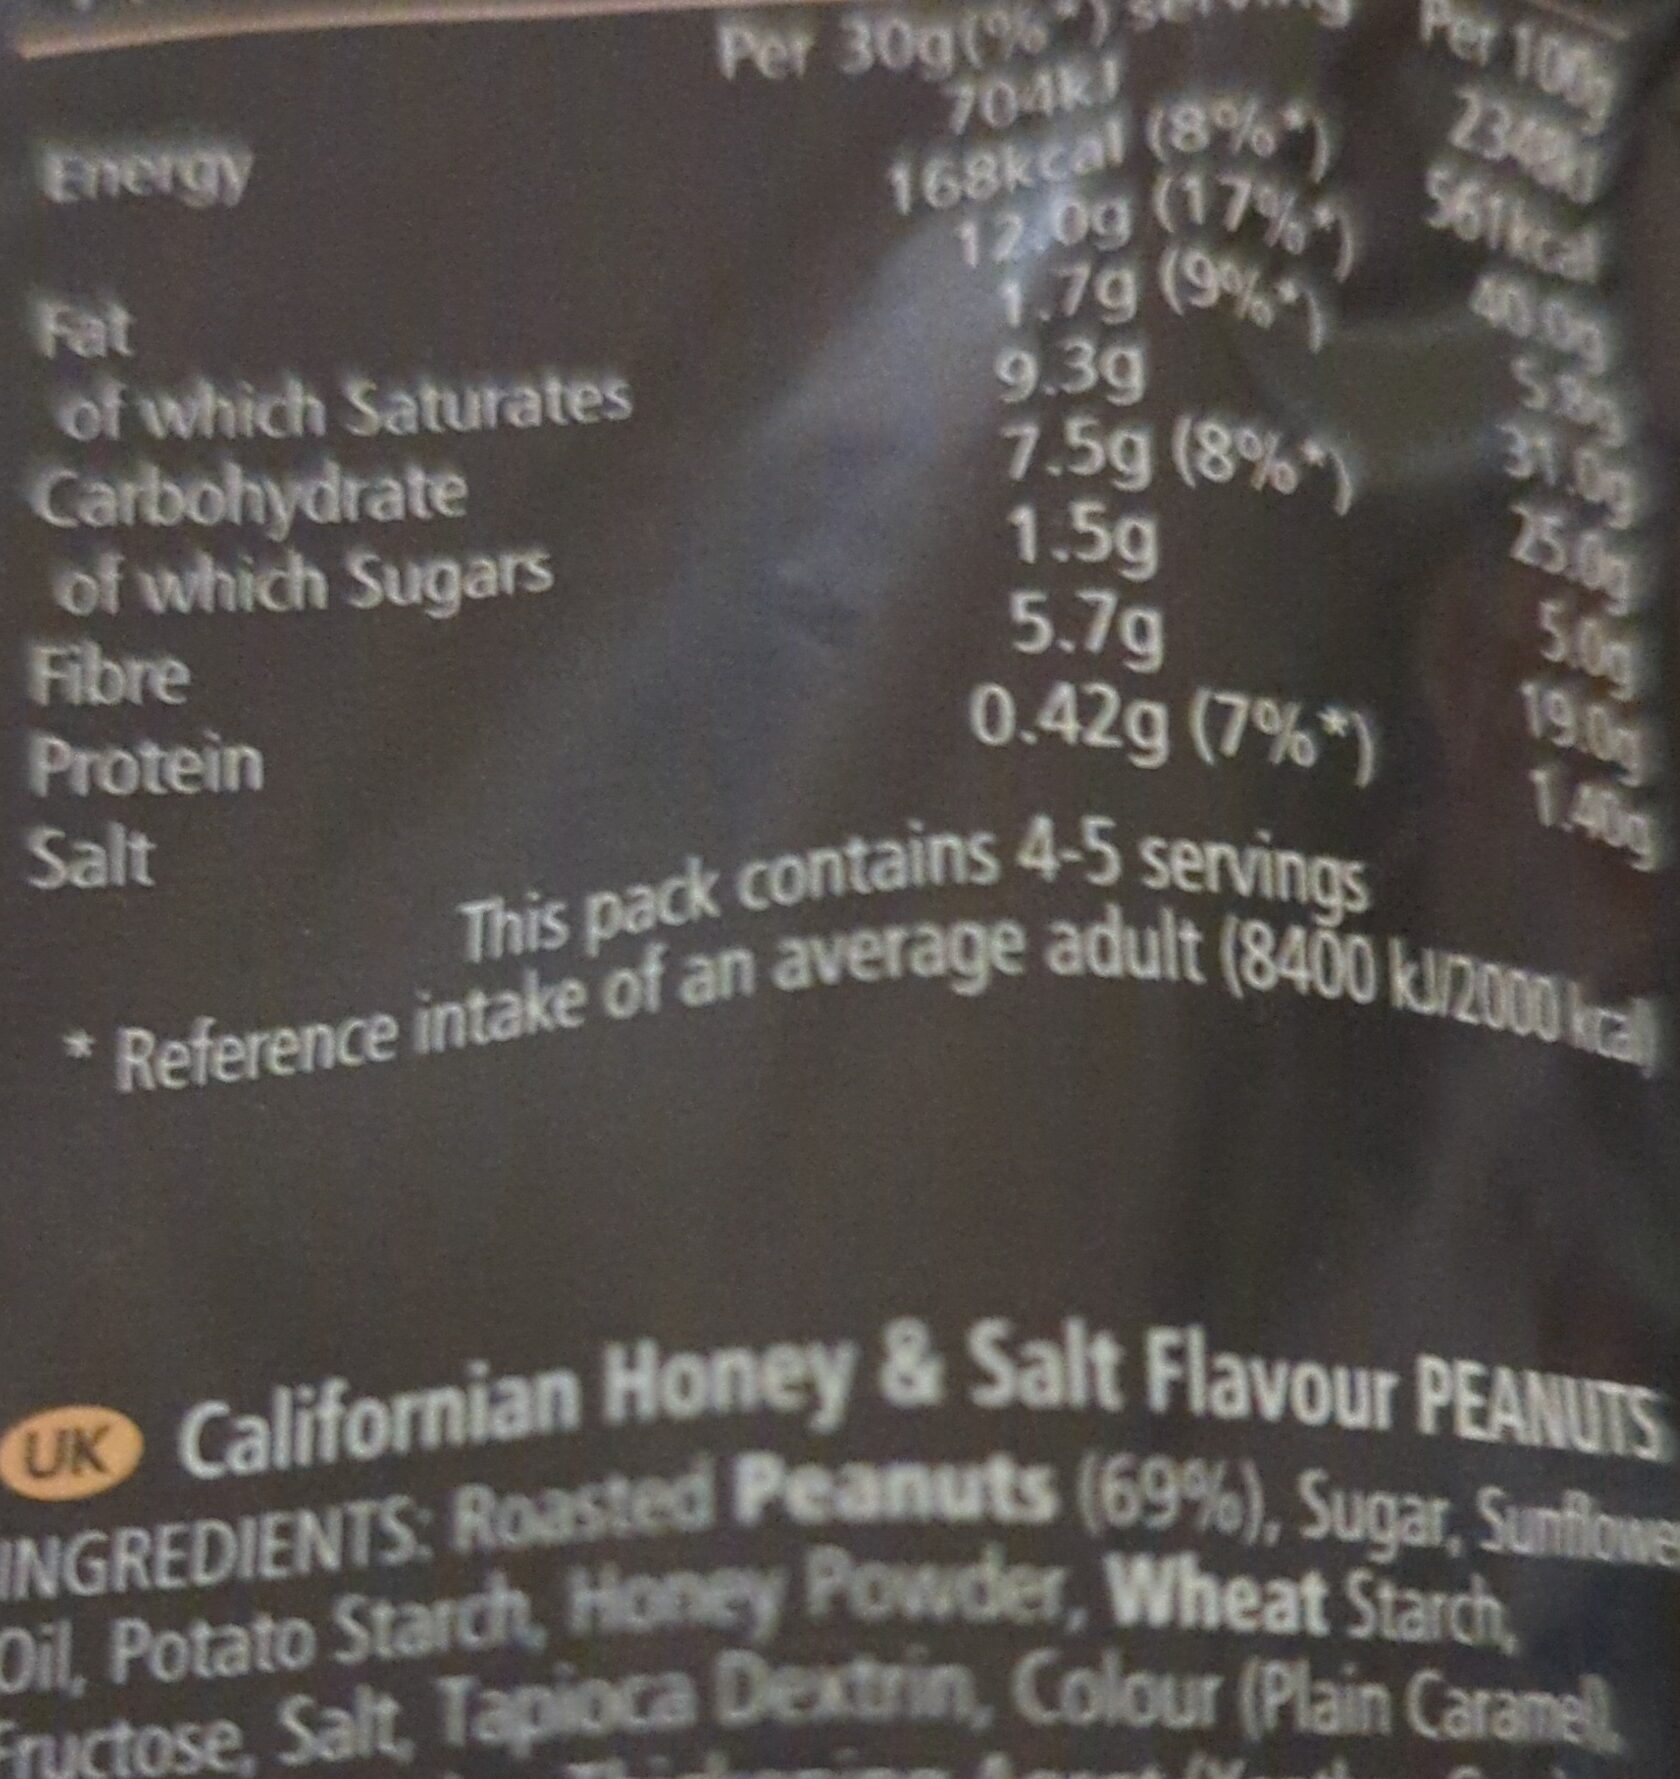 Per 30g (%*) serving Per 100g
Energy 704kJ
168kcal (8%*) 561kcal
Fat 12.0g (17%*) 40.9g
of which Saturates 1.7g (9%*) 5.8g
Carbohydrate 9.3g 31.0g
of which Sugars 7.5g (8%*) 25.0g
Fibre 1.5g 5.0g
Protein 5.7g 19.0g
Salt 0.42g (7%*) 1.40g
This pack contains 4-5 servings
* Reference intake of an average adult (8400 kJ/2000 kcal)
UK Californian Honey & Salt Flavour PEANUTS
INGREDIENTS: Roasted Peanuts (69%), Sugar, Sunflower
Oil, Potato Starch, Honey Powder, Wheat Starch,
Fructose, Salt, Tapioca Dextrin, Colour (Plain Caramel),